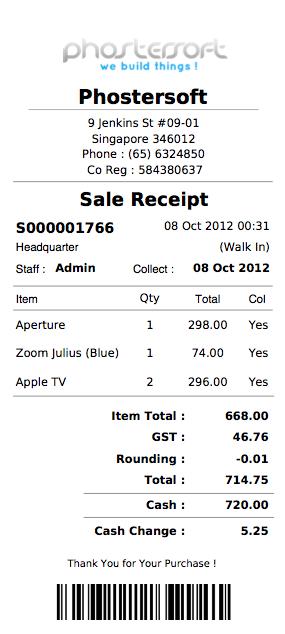 phostersoft
we build things !
Phostersoft
9 Jenkins St #09-01
Singapore 346012
Phone : (65) 6324850
Co Reg : 584380637
Sale Receipt
S000001766 08 Oct 2012 00:31
Headquarter (Walk In)
Staff : Admin Collect : 08 Oct 2012
Item Qty Total Col
Aperture 1 298.00 Yes
Zoom Julius (Blue) 1 74.00 Yes
Apple TV 2 296.00 Yes
Item Total : 668.00
GST : 46.76
Rounding : -0.01
Total : 714.75
Cash : 720.00
Cash Change : 5.25
Thank You for Your Purchase !